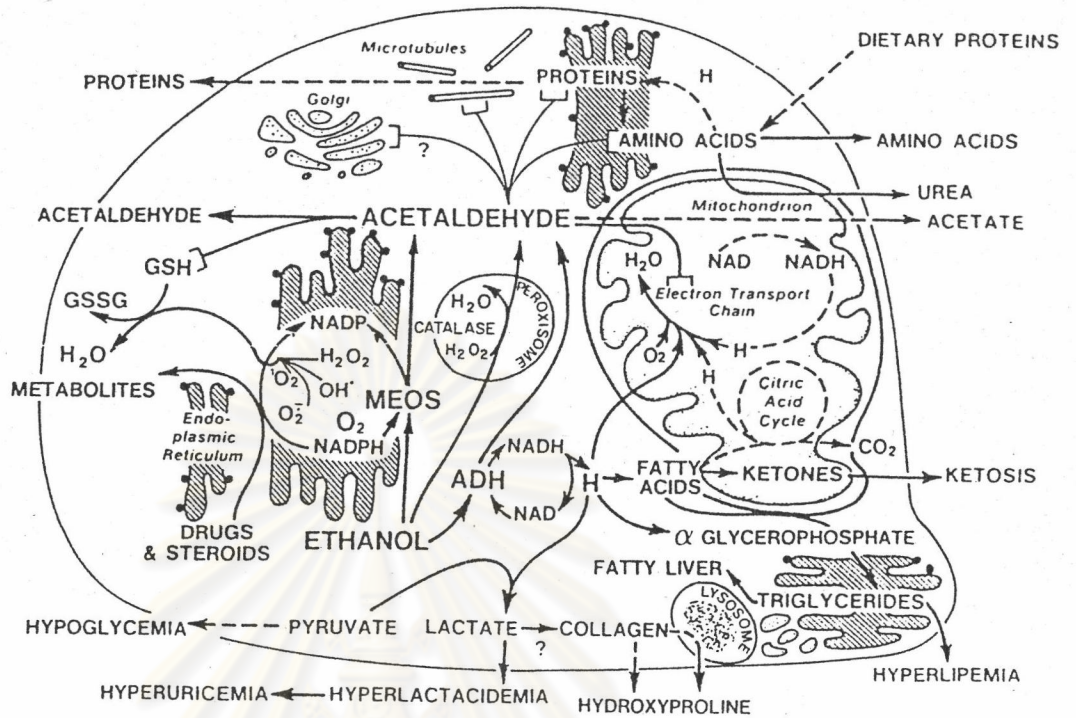 Microtubules
DIETARY PROTEINS
PROTEINS
PROTEINS
H
Golgi
?
AMINO ACIDS
AMINO ACIDS
UREA
ACETALDEHYDE
ACETALDEHYDE
Mitochondrion
ACETATE
GSH
H₂O
NAD
NADH
GSSG
Electron Transport
Chain
NADP
H₂O
PEROXISOME
CATALASE
H₂O₂
H₂O
H₂O₂
O₂
H
METABOLITES
'O₂
OH•
MEOS
H
Citric
Acid
Cycle
O₂⁻
O₂
Endo-
plasmic
Reticulum
NADPH
NADH
CO₂
ADH
H
FATTY
ACIDS
KETONES
KETOSIS
NAD
DRUGS
& STEROIDS
ETHANOL
α GLYCEROPHOSPHATE
FATTY LIVER
LYSOSOME
TRIGLYCERIDES
HYPOGLYCEMIA
PYRUVATE
LACTATE
COLLAGEN
?
HYPERLIPEMIA
HYPERURICEMIA
HYPERLACTACIDEMIA
HYDROXYPROLINE